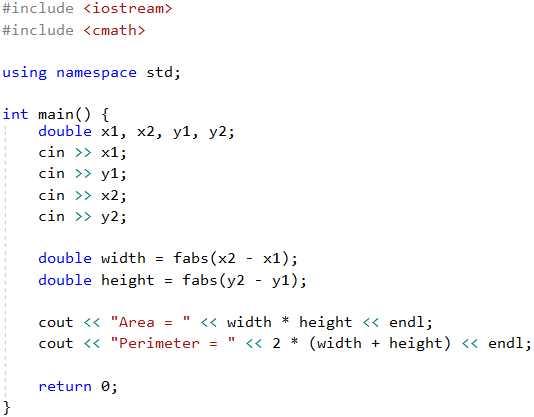 #include <iostream>
#include <cmath>

using namespace std;

int main() {
    double x1, x2, y1, y2;
    cin >> x1;
    cin >> y1;
    cin >> x2;
    cin >> y2;

    double width = fabs(x2 - x1);
    double height = fabs(y2 - y1);

    cout << "Area = " << width * height << endl;
    cout << "Perimeter = " << 2 * (width + height) << endl;

    return 0;
}